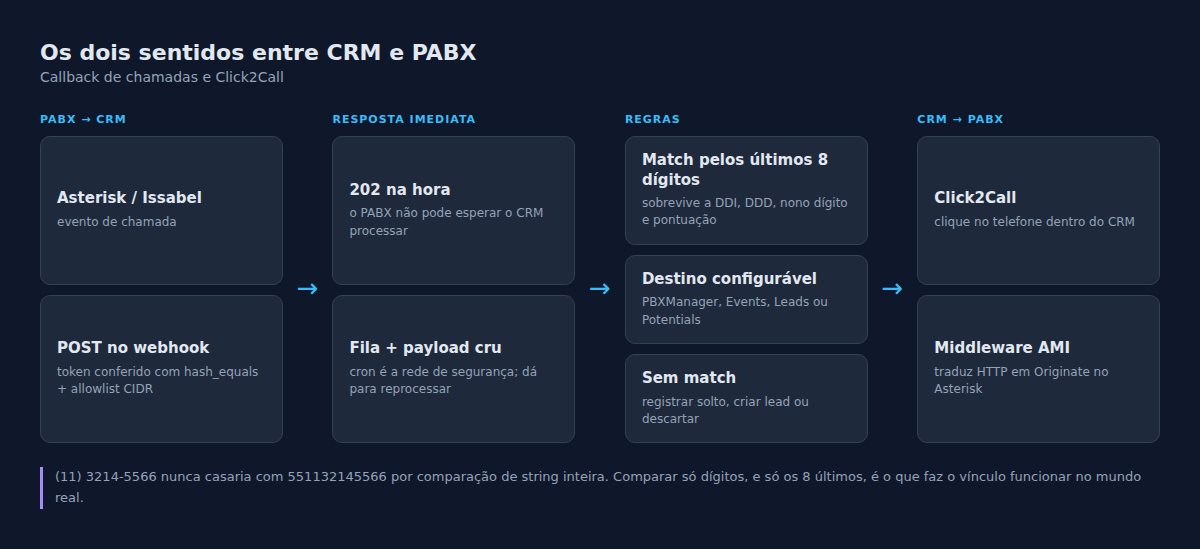 Os dois sentidos entre CRM e PABX
Callback de chamadas e Click2Call
PABX → CRM
Asterisk / Issabel
evento de chamada
POST no webhook
token conferido com hash_equals
+ allowlist CIDR
→
RESPOSTA IMEDIATA
202 na hora
o PABX não pode esperar o CRM
processar
Fila + payload cru
cron é a rede de segurança; dá
para reprocessar
→
REGRAS
Match pelos últimos 8
dígitos
sobrevive a DDI, DDD, nono dígito
e pontuação
Destino configurável
PBXManager, Events, Leads ou
Potentials
Sem match
registrar solto, criar lead ou
descartar
→
CRM → PABX
Click2Call
clique no telefone dentro do CRM
Middleware AMI
traduz HTTP em Originate no
Asterisk
(11) 3214-5566 nunca casaria com 551132145566 por comparação de string inteira. Comparar só dígitos, e só os 8 últimos, é o que faz o vínculo funcionar no mundo
real.